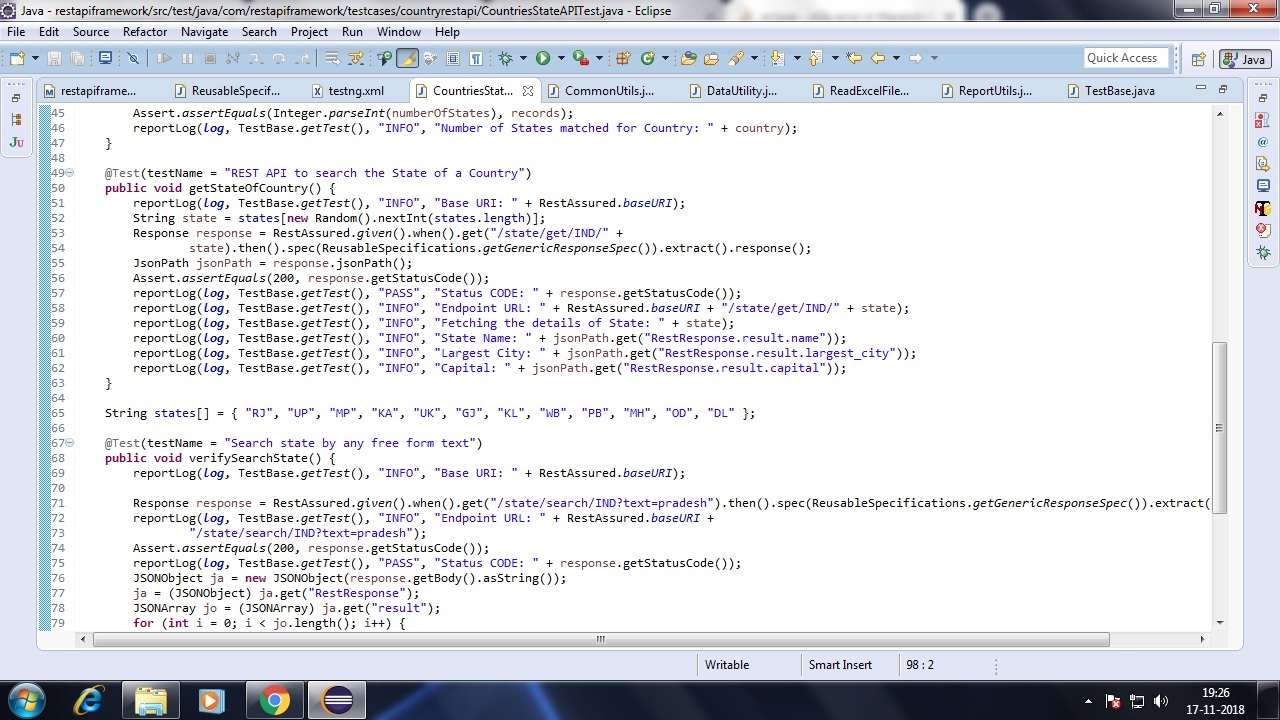 Java - restapiframework/src/test/java/com/restapiframework/testcases/countryrestapi/CountriesStateAPITest.java - Eclipse
File Edit Source Refactor Navigate Search Project Run Window Help
Quick Access
Java
restapiframe... ReusableSpecif... testng.xml CountriesStat... CommonUtils.j... DataUtility.j... ReadExcelFile... ReportUtils.j... TestBase.java
45 Assert.assertEquals(Integer.parseInt(numberOfStates), records);
46 reportLog(log, TestBase.getTest(), "INFO", "Number of States matched for Country: " + country);
47 }
48
49 @Test(testName = "REST API to search the State of a Country")
50 public void getStateOfCountry() {
51 reportLog(log, TestBase.getTest(), "INFO", "Base URI: " + RestAssured.baseURI);
52 String state = states[new Random().nextInt(states.length)];
53 Response response = RestAssured.given().when().get("/state/get/IND/" +
54 state).then().spec(ReusableSpecifications.getGenericResponseSpec()).extract().response();
55 JsonPath jsonPath = response.jsonPath();
56 Assert.assertEquals(200, response.getStatusCode());
57 reportLog(log, TestBase.getTest(), "PASS", "Status CODE: " + response.getStatusCode());
58 reportLog(log, TestBase.getTest(), "INFO", "Endpoint URL: " + RestAssured.baseURI + "/state/get/IND/" + state);
59 reportLog(log, TestBase.getTest(), "INFO", "Fetching the details of State: " + state);
60 reportLog(log, TestBase.getTest(), "INFO", "State Name: " + jsonPath.get("RestResponse.result.name"));
61 reportLog(log, TestBase.getTest(), "INFO", "Largest City: " + jsonPath.get("RestResponse.result.largest_city"));
62 reportLog(log, TestBase.getTest(), "INFO", "Capital: " + jsonPath.get("RestResponse.result.capital"));
63 }
64
65 String states[] = { "RJ", "UP", "MP", "KA", "UK", "GJ", "KL", "WB", "PB", "MH", "OD", "DL" };
66
67 @Test(testName = "Search state by any free form text")
68 public void verifySearchState() {
69 reportLog(log, TestBase.getTest(), "INFO", "Base URI: " + RestAssured.baseURI);
70
71 Response response = RestAssured.given().when().get("/state/search/IND?text=pradesh").then().spec(ReusableSpecifications.getGenericResponseSpec()).extract(
72 reportLog(log, TestBase.getTest(), "INFO", "Endpoint URL: " + RestAssured.baseURI +
73 "/state/search/IND?text=pradesh");
74 Assert.assertEquals(200, response.getStatusCode());
75 reportLog(log, TestBase.getTest(), "PASS", "Status CODE: " + response.getStatusCode());
76 JSONObject ja = new JSONObject(response.getBody().asString());
77 ja = (JSONObject) ja.get("RestResponse");
78 JSONArray jo = (JSONArray) ja.get("result");
79 for (int i = 0; i < jo.length(); i++) {
Writable Smart Insert 98 : 2
19:26
17-11-2018